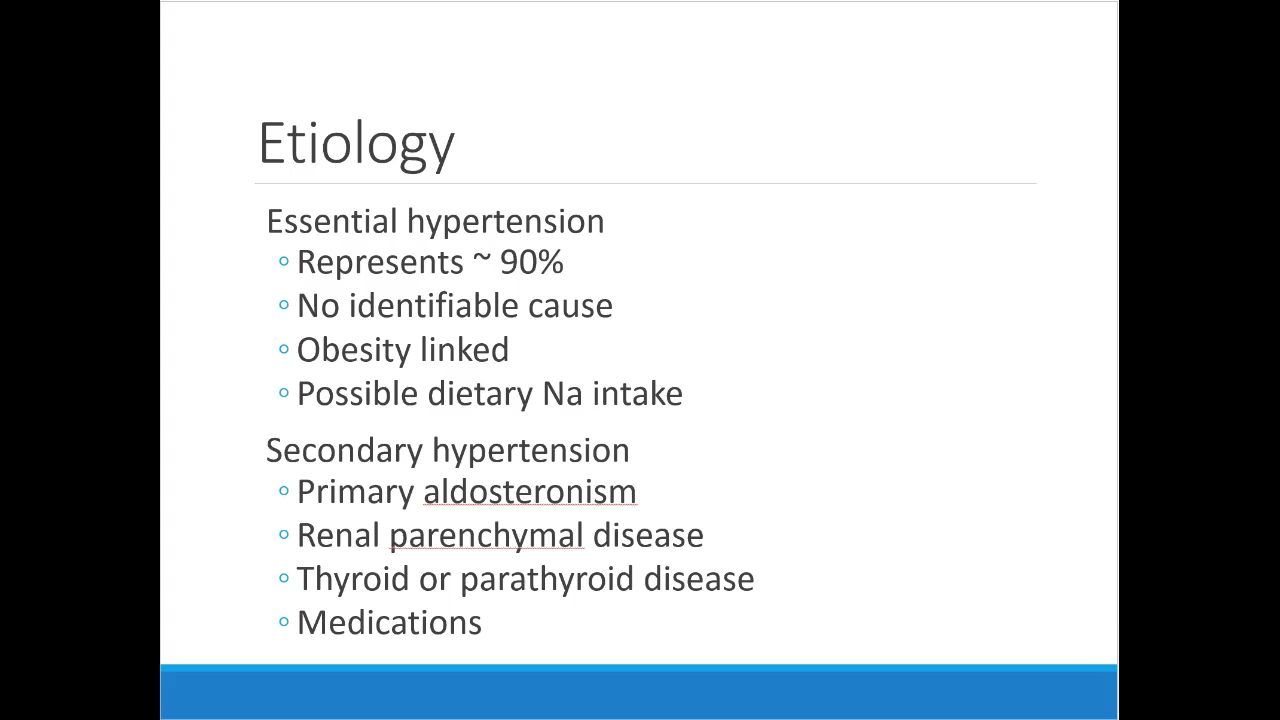 Etiology
Essential hypertension
◦ Represents ~ 90%
◦ No identifiable cause
◦ Obesity linked
◦ Possible dietary Na intake
Secondary hypertension
◦ Primary aldosteronism
◦ Renal parenchymal disease
◦ Thyroid or parathyroid disease
◦ Medications